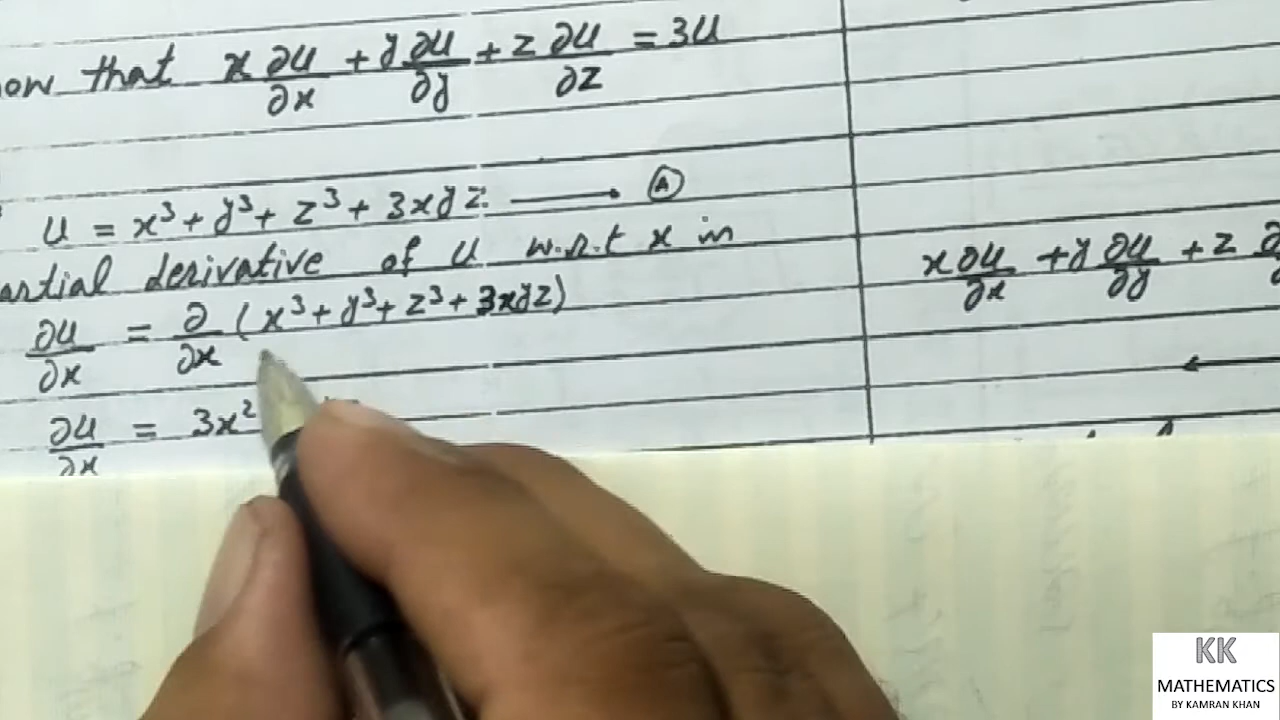 ow that x ∂u/∂x + y ∂u/∂y + z ∂u/∂z = 3u
u = x³ + y³ + z³ + 3xyz. ⟶ Ⓐ
artial derivative of u w.r.t x in
∂u/∂x = ∂/∂x (x³ + y³ + z³ + 3xyz)
∂u/∂x = 3x²
x ∂u/∂x + y ∂u/∂y + z ∂
KK
MATHEMATICS
BY KAMRAN KHAN